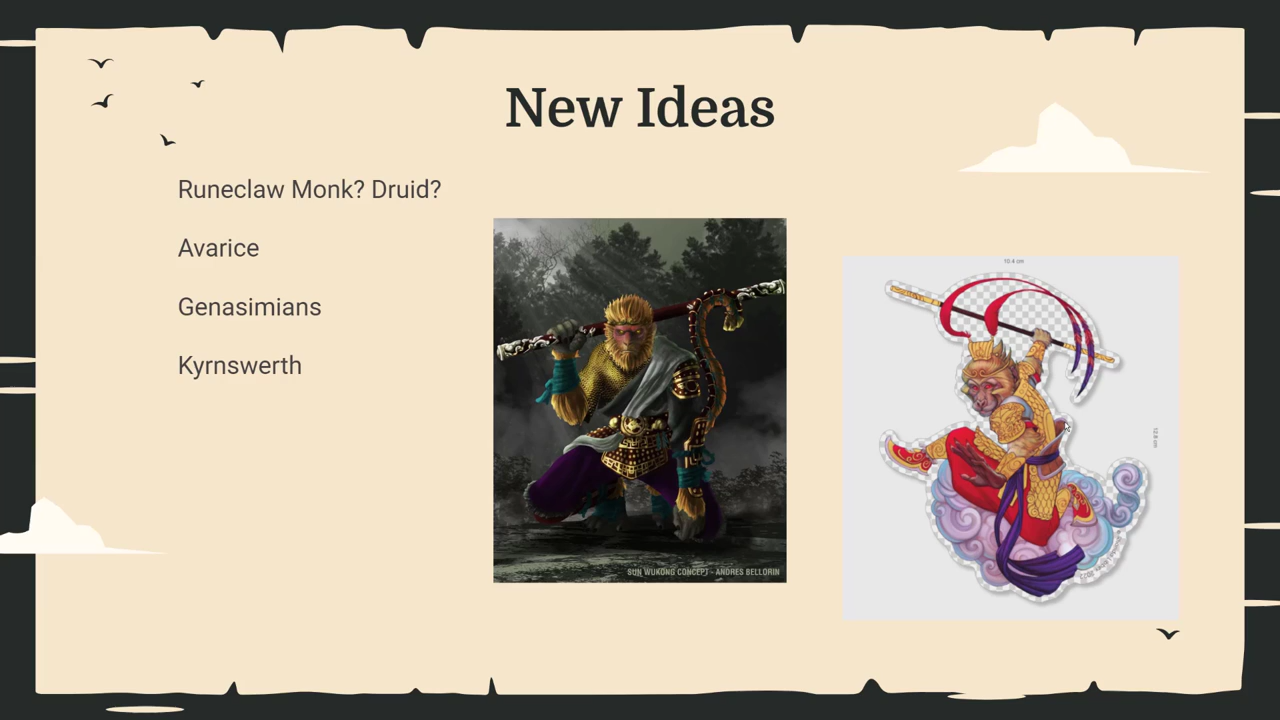 New Ideas
Runeclaw Monk? Druid?
Avarice
Genasimians
Kyrnswerth
SUN WUKONG CONCEPT - ANDRES BELLORIN
10.4 cm